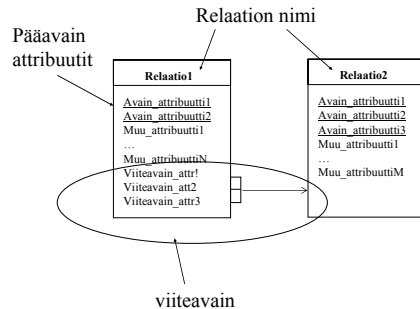 Relaation nimi
Pääavain
attribuutit
Relaatio1
Avain_attribuutti1
Avain_attribuutti2
Muu_attribuutti1
…
Muu_attribuuttiN
Viiteavain_attr!
Viiteavain_att2
Viiteavain_attr3
Relaatio2
Avain_attribuutti1
Avain_attribuutti2
Avain_attribuutti3
Muu_attribuutti1
…
Muu_attribuuttiM
viiteavain